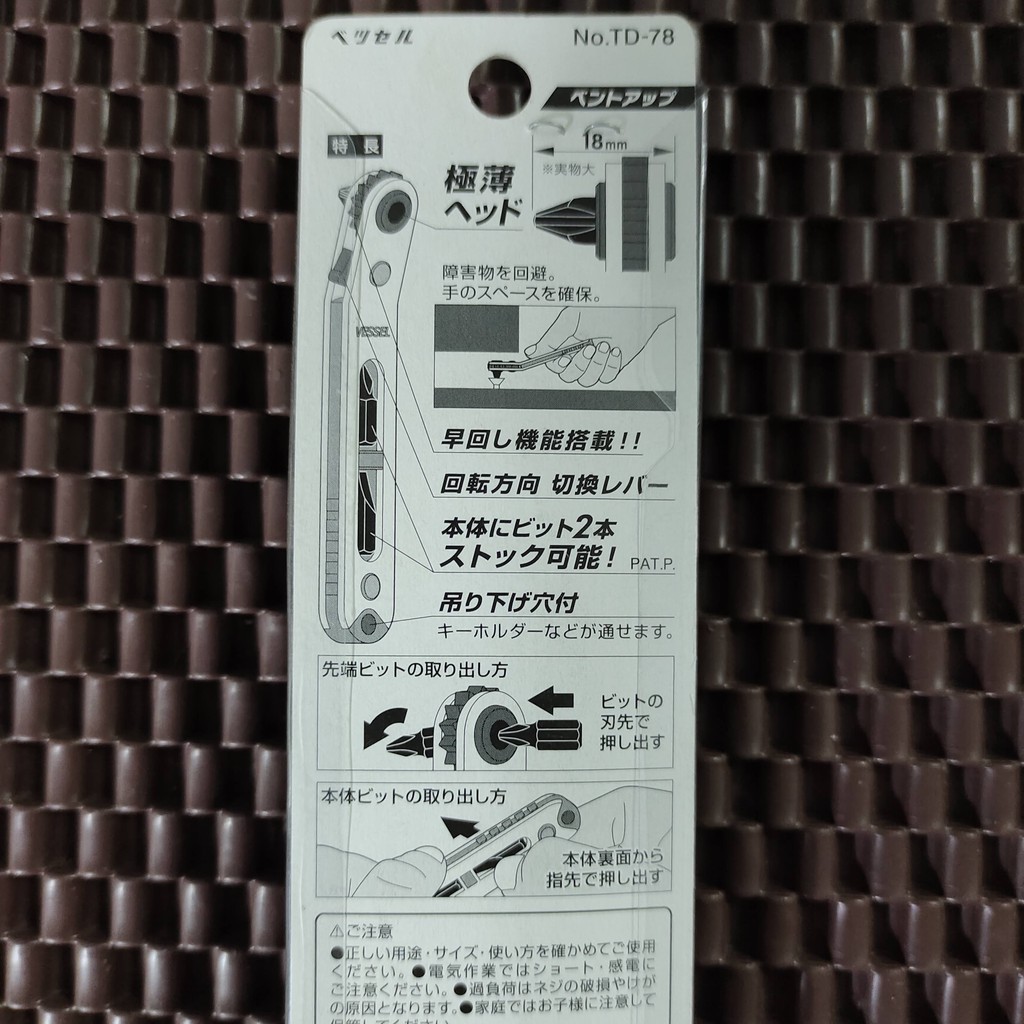 ベッセル
No.TD-78
ベントアップ
特長
18mm
※実物大
極薄
ヘッド
障害物を回避。
手のスペースを確保。
VESSEL
早回し機能搭載!!
回転方向 切換レバー
本体にビット2本
ストック可能! PAT.P.
吊り下げ穴付
キーホルダーなどが通せます。
先端ビットの取り出し方
ビットの
刃先で
押し出す
本体ビットの取り出し方
本体裏面から
指先で押し出す
⚠ご注意
●正しい用途・サイズ・使い方を確かめてご使用
ください。●電気作業ではショート・感電に
ご注意ください。●過負荷はネジの破損やけが
の原因となります。●家庭ではお子様に注意して